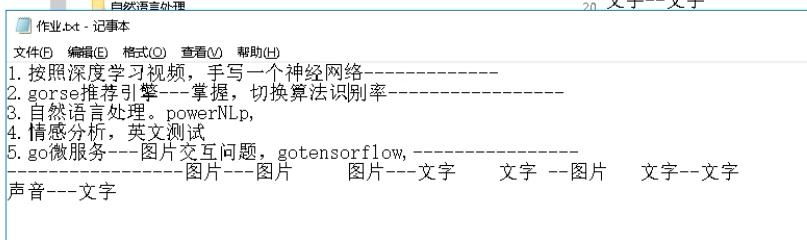 自然语言处理
20 文字--文字
作业.txt - 记事本
文件(F) 编辑(E) 格式(O) 查看(V) 帮助(H)
1. 按照深度学习视频，手写一个神经网络-------------
2. gorse推荐引擎---掌握，切换算法识别率-----------------
3. 自然语言处理。powerNLp,
4. 情感分析，英文测试
5. go微服务---图片交互问题，gotensorflow,----------------
-----------------图片---图片 图片---文字 文字 --图片 文字--文字
声音---文字